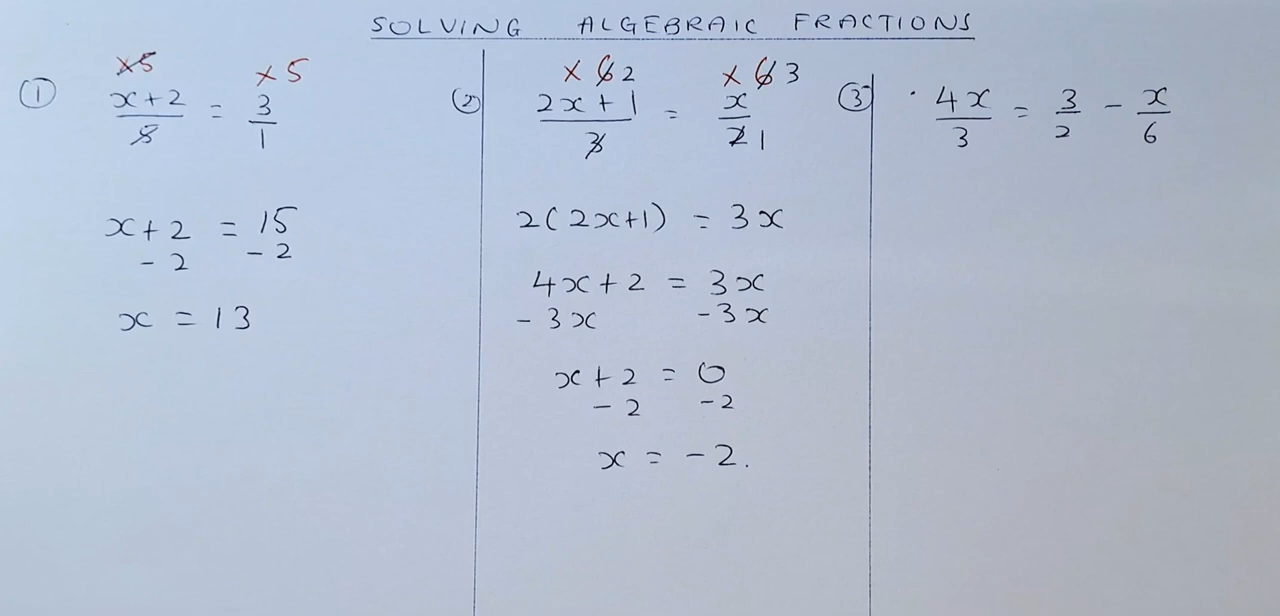 SOLVING ALGEBRAIC FRACTIONS
① ×5 ×5
x+2/5 = 3/1
x+2 = 15
-2 -2
x = 13
② ×6 2 ×6 3
2x+1/3 = x/2 1
2(2x+1) = 3x
4x+2 = 3x
-3x -3x
x+2 = 0
-2 -2
x = -2.
③ 4x/3 = 3/2 - x/6